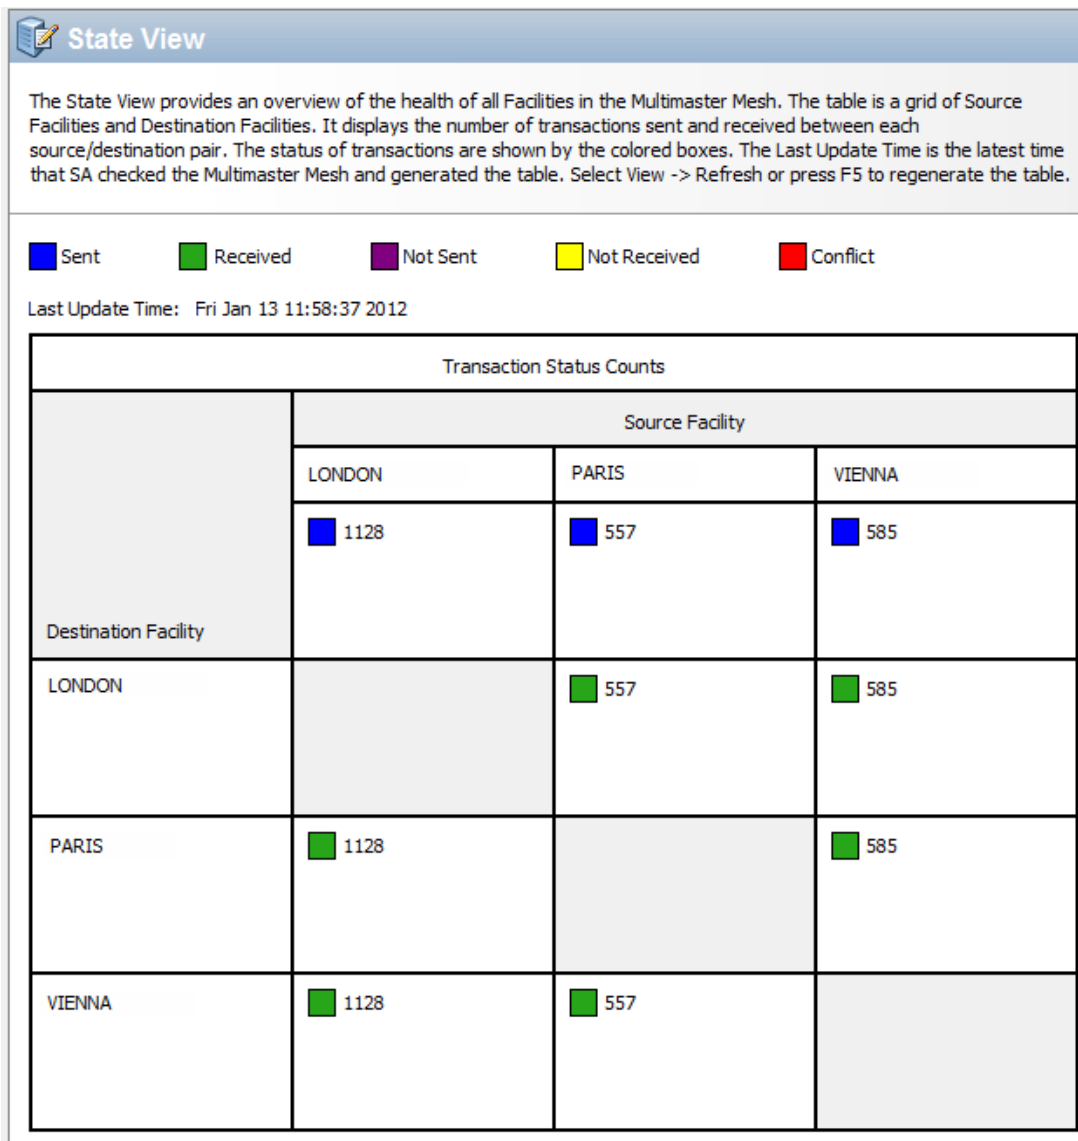 State View
The State View provides an overview of the health of all Facilities in the Multimaster Mesh. The table is a grid of Source
Facilities and Destination Facilities. It displays the number of transactions sent and received between each
source/destination pair. The status of transactions are shown by the colored boxes. The Last Update Time is the latest time
that SA checked the Multimaster Mesh and generated the table. Select View -> Refresh or press F5 to regenerate the table.
Sent Received Not Sent Not Received Conflict
Last Update Time: Fri Jan 13 11:58:37 2012
Transaction Status Counts
Source Facility
LONDON PARIS VIENNA
1128 557 585
Destination Facility
LONDON 557 585
PARIS 1128 585
VIENNA 1128 557